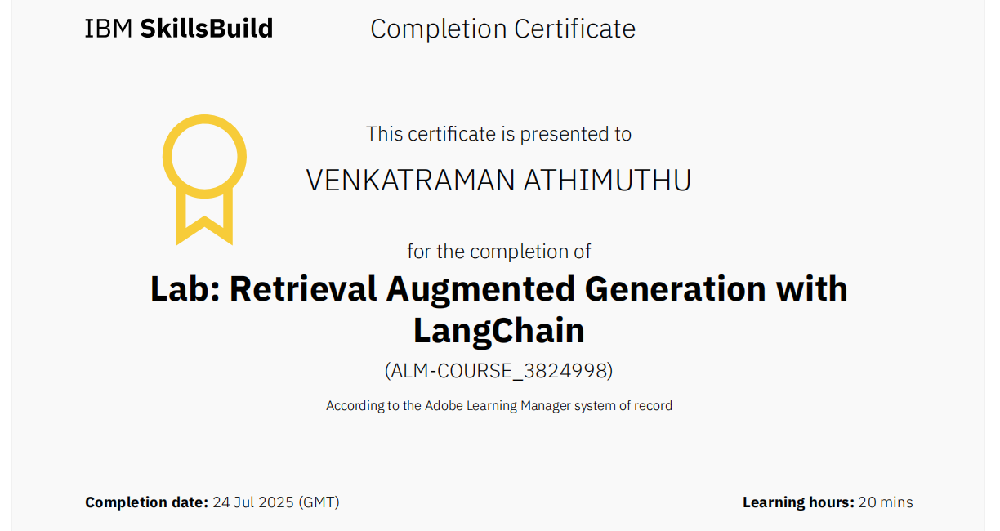 IBM SkillsBuild
Completion Certificate
This certificate is presented to
VENKATRAMAN ATHIMUTHU
for the completion of
Lab: Retrieval Augmented Generation with
LangChain
(ALM-COURSE_3824998)
According to the Adobe Learning Manager system of record
Completion date: 24 Jul 2025 (GMT)
Learning hours: 20 mins